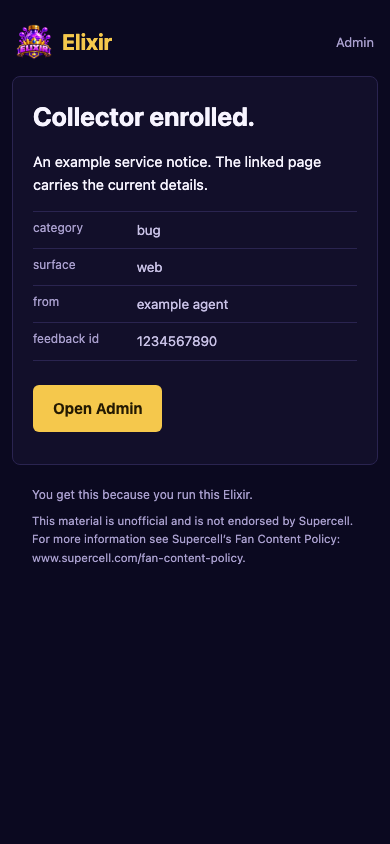 ELIXIR
Elixir
Admin
Collector enrolled.
An example service notice. The linked page
carries the current details.
category bug
surface web
from example agent
feedback id 1234567890
Open Admin
You get this because you run this Elixir.
This material is unofficial and is not endorsed by Supercell.
For more information see Supercell's Fan Content Policy:
www.supercell.com/fan-content-policy.